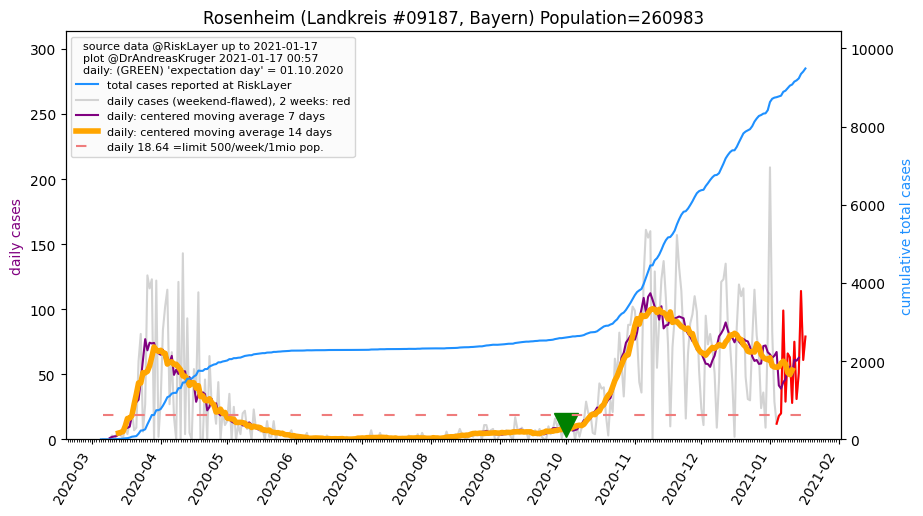 Rosenheim (Landkreis #09187, Bayern) Population=260983
source data @RiskLayer up to 2021-01-17
plot @DrAndreasKruger 2021-01-17 00:57
daily: (GREEN) 'expectation day' = 01.10.2020
total cases reported at RiskLayer
daily cases (weekend-flawed), 2 weeks: red
daily: centered moving average 7 days
daily: centered moving average 14 days
daily 18.64 =limit 500/week/1mio pop.
daily cases
300
250
200
150
100
50
0
cumulative total cases
10000
8000
6000
4000
2000
0
2020-03
2020-04
2020-05
2020-06
2020-07
2020-08
2020-09
2020-10
2020-11
2020-12
2021-01
2021-02